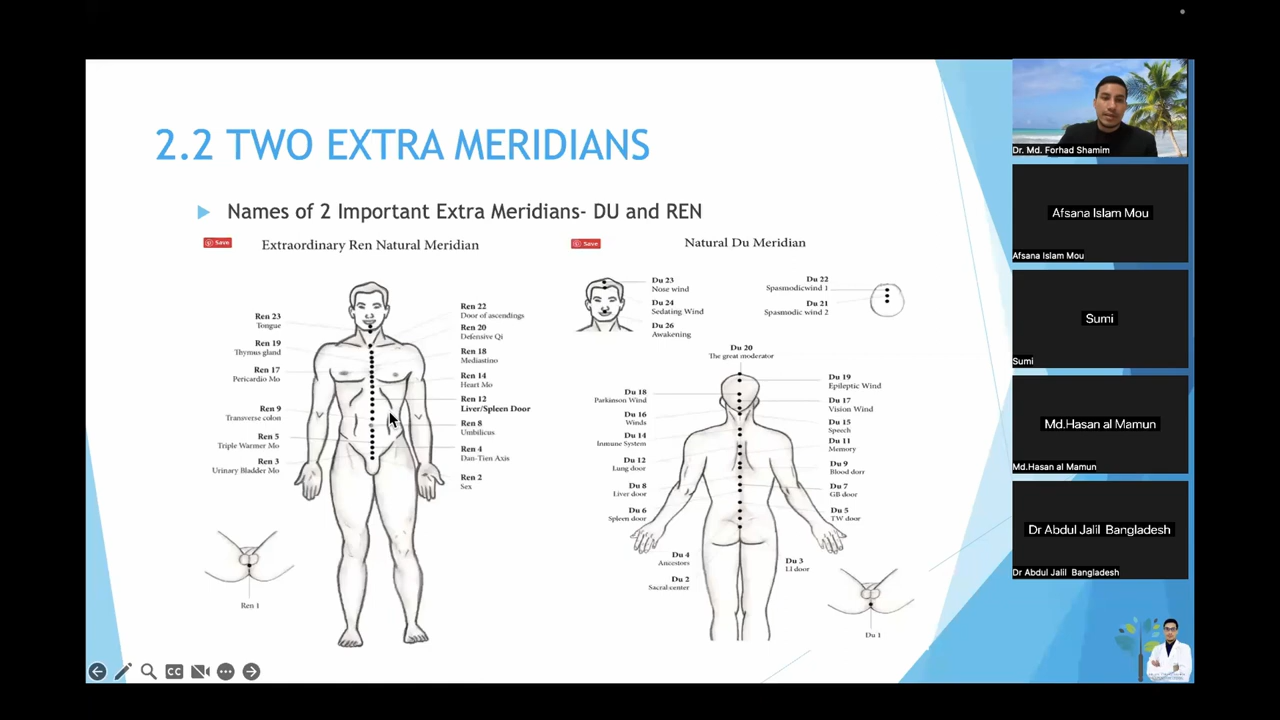 2.2 TWO EXTRA MERIDIANS
Names of 2 Important Extra Meridians- DU and REN
Save
Extraordinary Ren Natural Meridian
Ren 23
Tongue
Ren 19
Thymus gland
Ren 17
Pericardio Mo
Ren 9
Transverse colon
Ren 5
Triple Warmer Mo
Ren 3
Urinary Bladder Mo
Ren 22
Door of ascendings
Ren 20
Defensive Qi
Ren 18
Mediastino
Ren 14
Heart Mo
Ren 12
Liver/Spleen Door
Ren 8
Umbilicus
Ren 4
Dan-Tien Axis
Ren 2
Sex
Ren 1
Save
Natural Du Meridian
Du 23
Nose wind
Du 24
Sedating Wind
Du 26
Awakening
Du 22
Spasmodicwind 1
Du 21
Spasmodic wind 2
Du 20
The great moderator
Du 18
Parkinson Wind
Du 16
Winds
Du 14
Inmune System
Du 12
Lung door
Du 8
Liver door
Du 6
Spleen door
Du 4
Ancestors
Du 2
Sacral center
Du 19
Epileptic Wind
Du 17
Vision Wind
Du 15
Speech
Du 11
Memory
Du 9
Blood dorr
Du 7
GB door
Du 5
TW door
Du 3
LI door
Du 1
Dr. Md. Forhad Shamim
Afsana Islam Mou
Afsana Islam Mou
Sumi
Sumi
Md.Hasan al Mamun
Md.Hasan al Mamun
Dr Abdul Jalil Bangladesh
Dr Abdul Jalil Bangladesh
CC